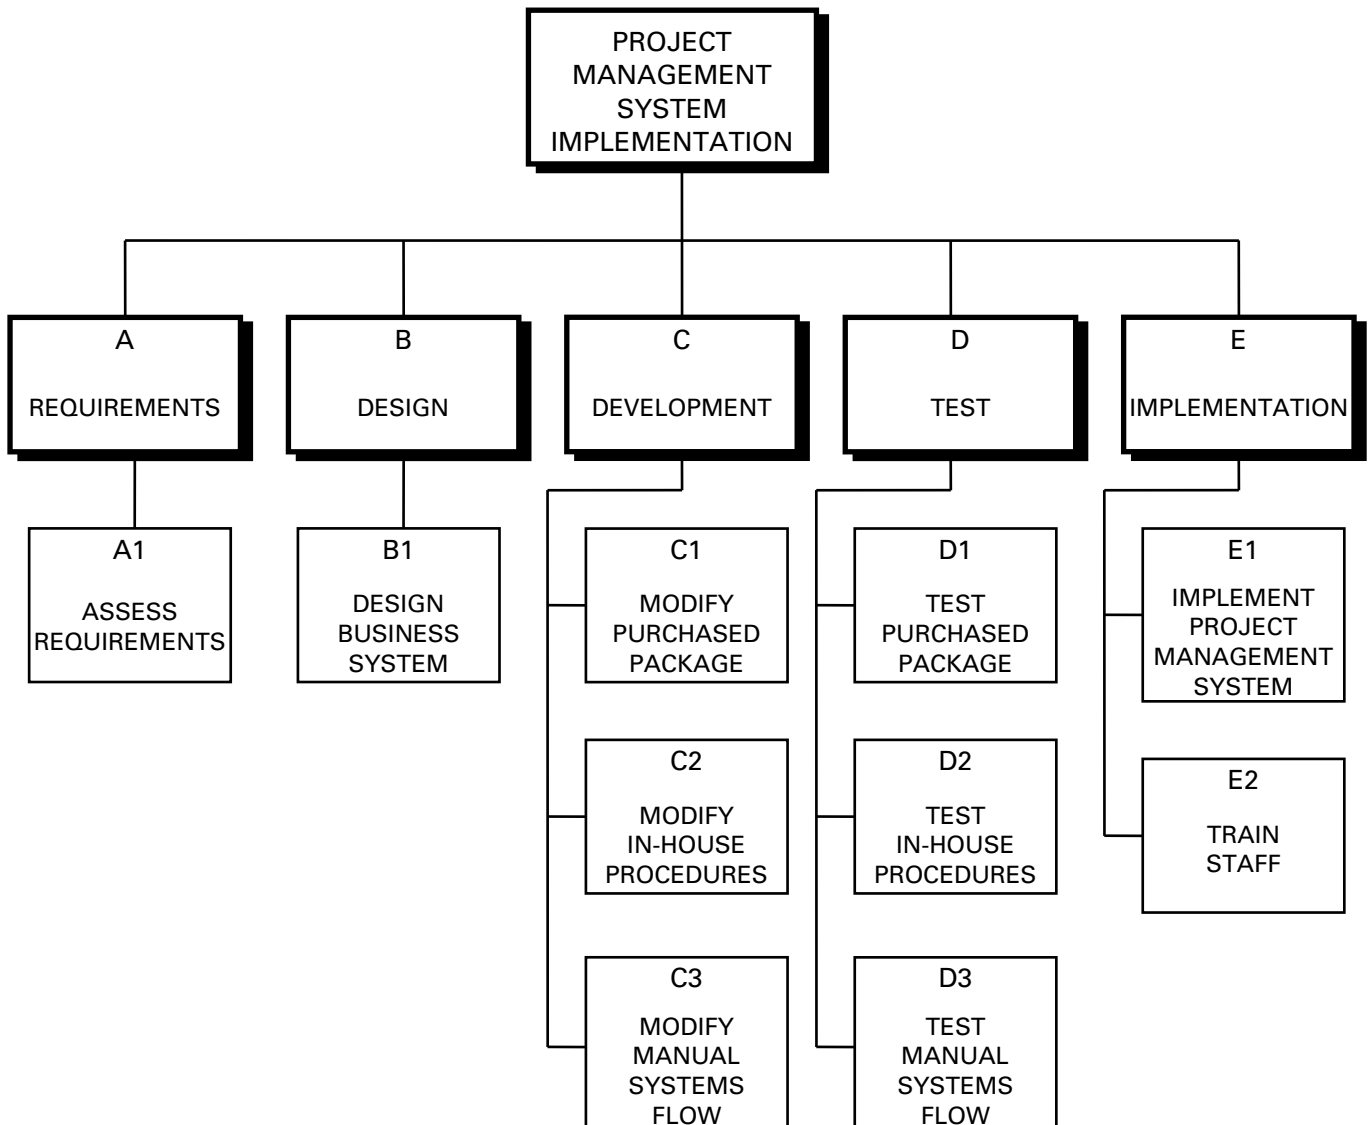 PROJECT
MANAGEMENT
SYSTEM
IMPLEMENTATION
A
REQUIREMENTS
B
DESIGN
C
DEVELOPMENT
D
TEST
E
IMPLEMENTATION
A1
ASSESS
REQUIREMENTS
B1
DESIGN
BUSINESS
SYSTEM
C1
MODIFY
PURCHASED
PACKAGE
D1
TEST
PURCHASED
PACKAGE
E1
IMPLEMENT
PROJECT
MANAGEMENT
SYSTEM
C2
MODIFY
IN-HOUSE
PROCEDURES
D2
TEST
IN-HOUSE
PROCEDURES
E2
TRAIN
STAFF
C3
MODIFY
MANUAL
SYSTEMS
FLOW
D3
TEST
MANUAL
SYSTEMS
FLOW